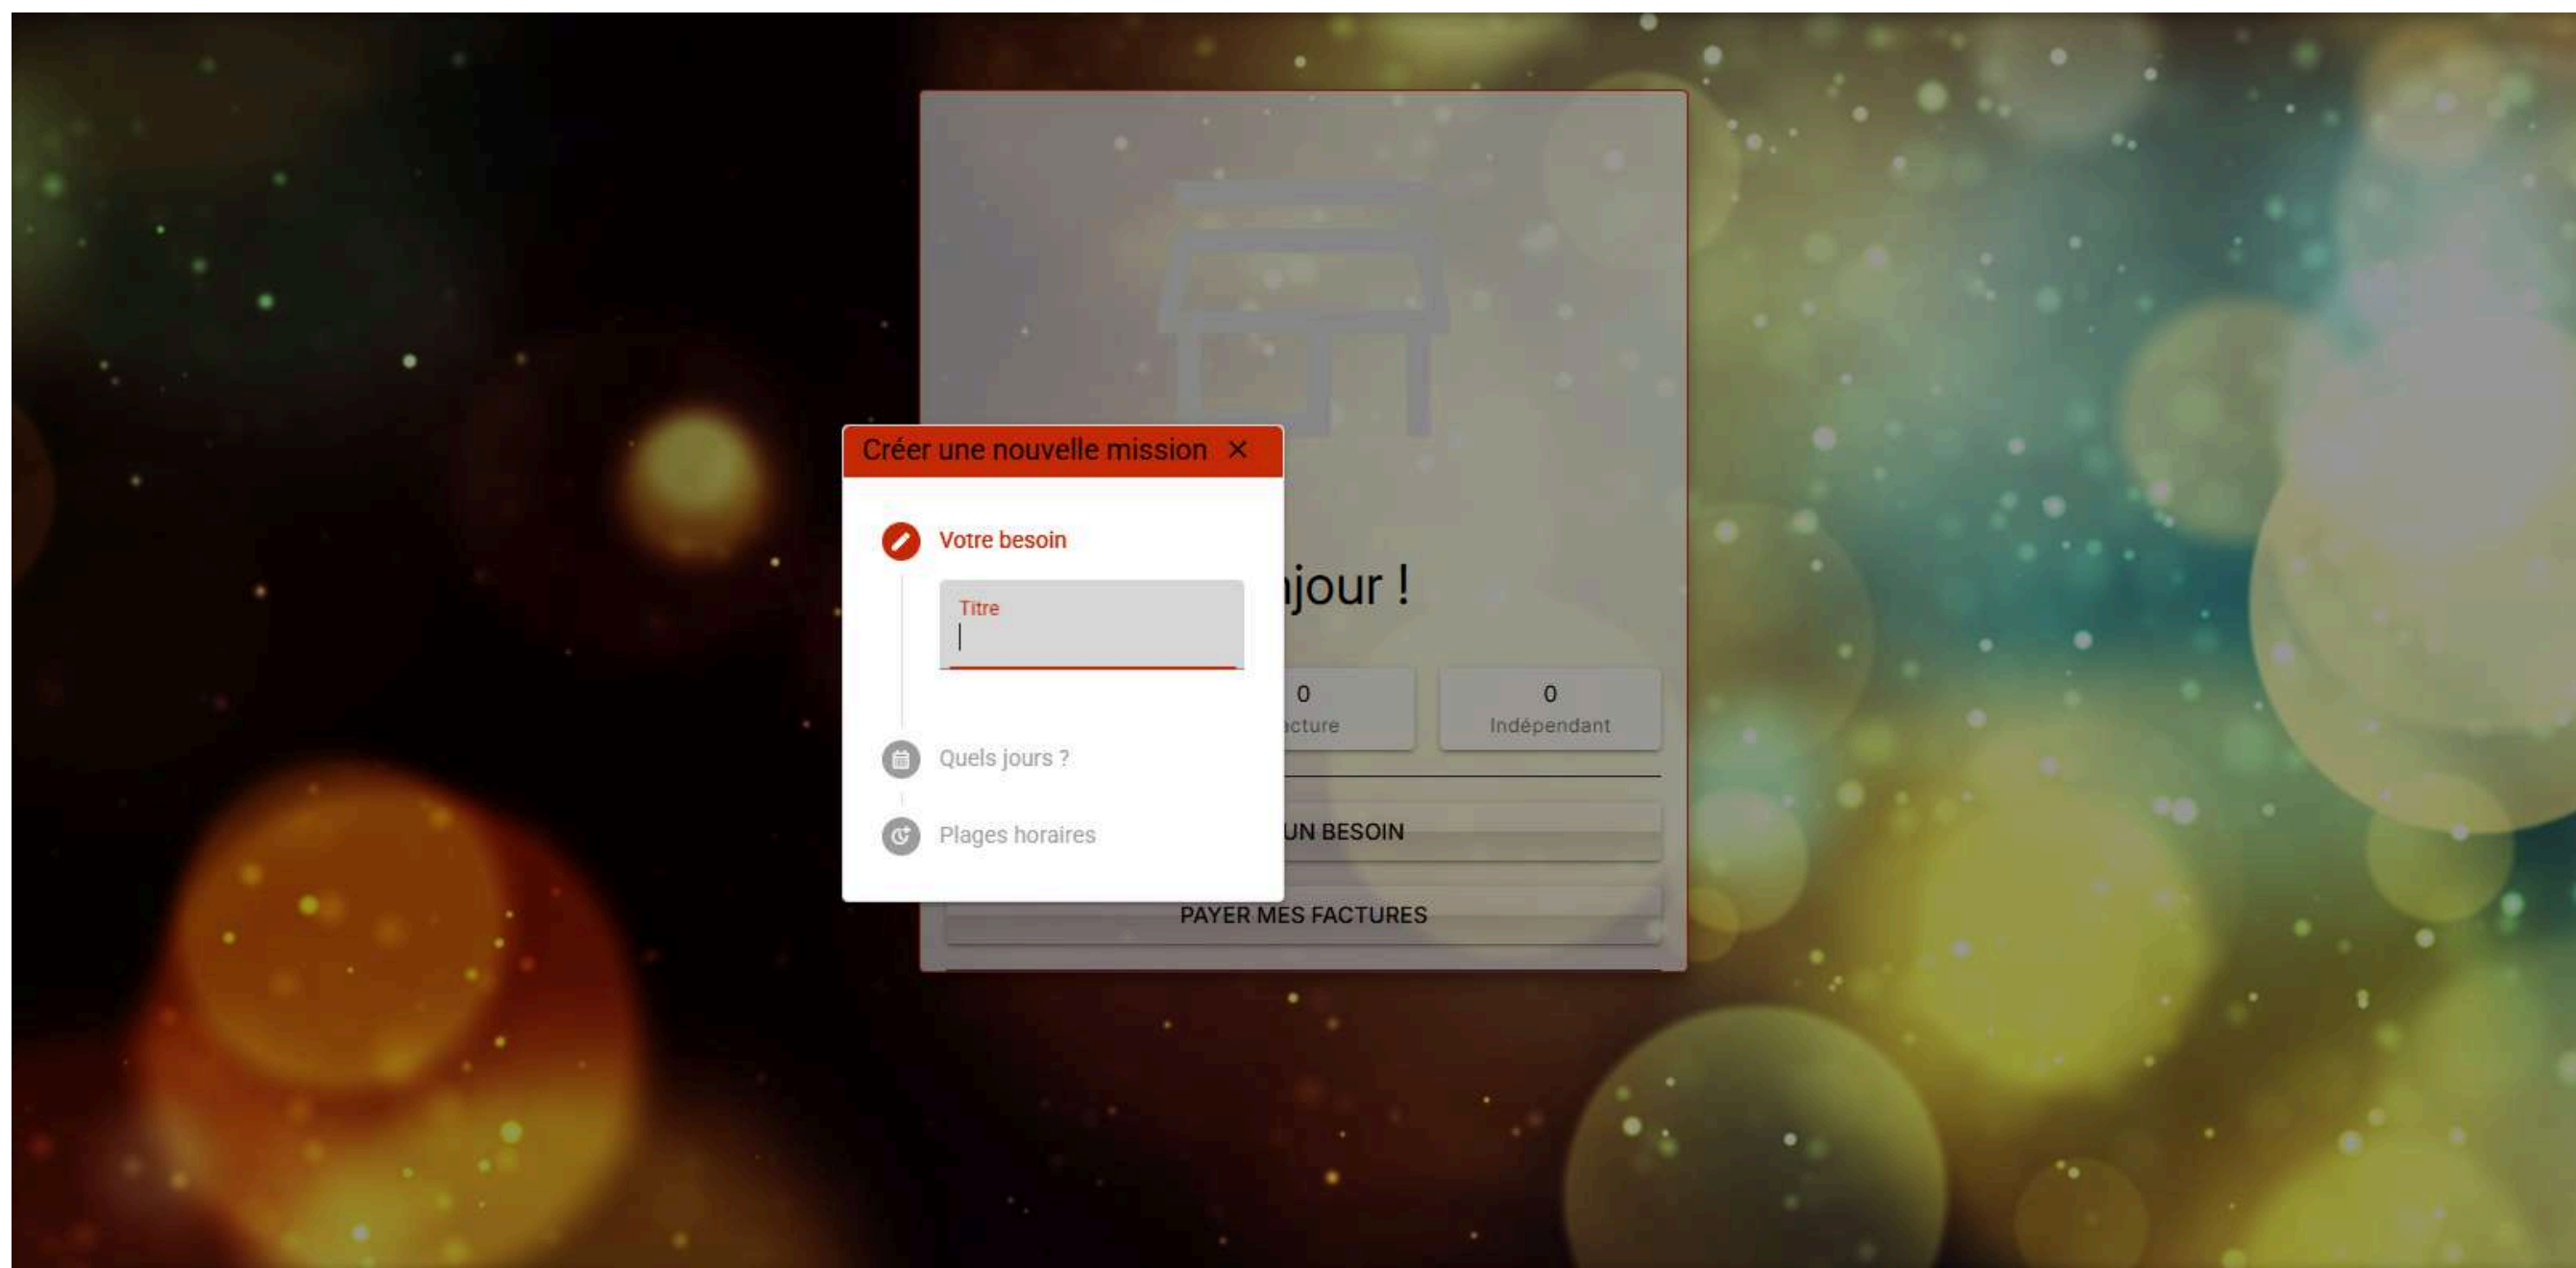 Créer une nouvelle mission
Votre besoin
Titre
Quels jours ?
Plages horaires
jour !
0
cture
0
Indépendant
UN BESOIN
PAYER MES FACTURES